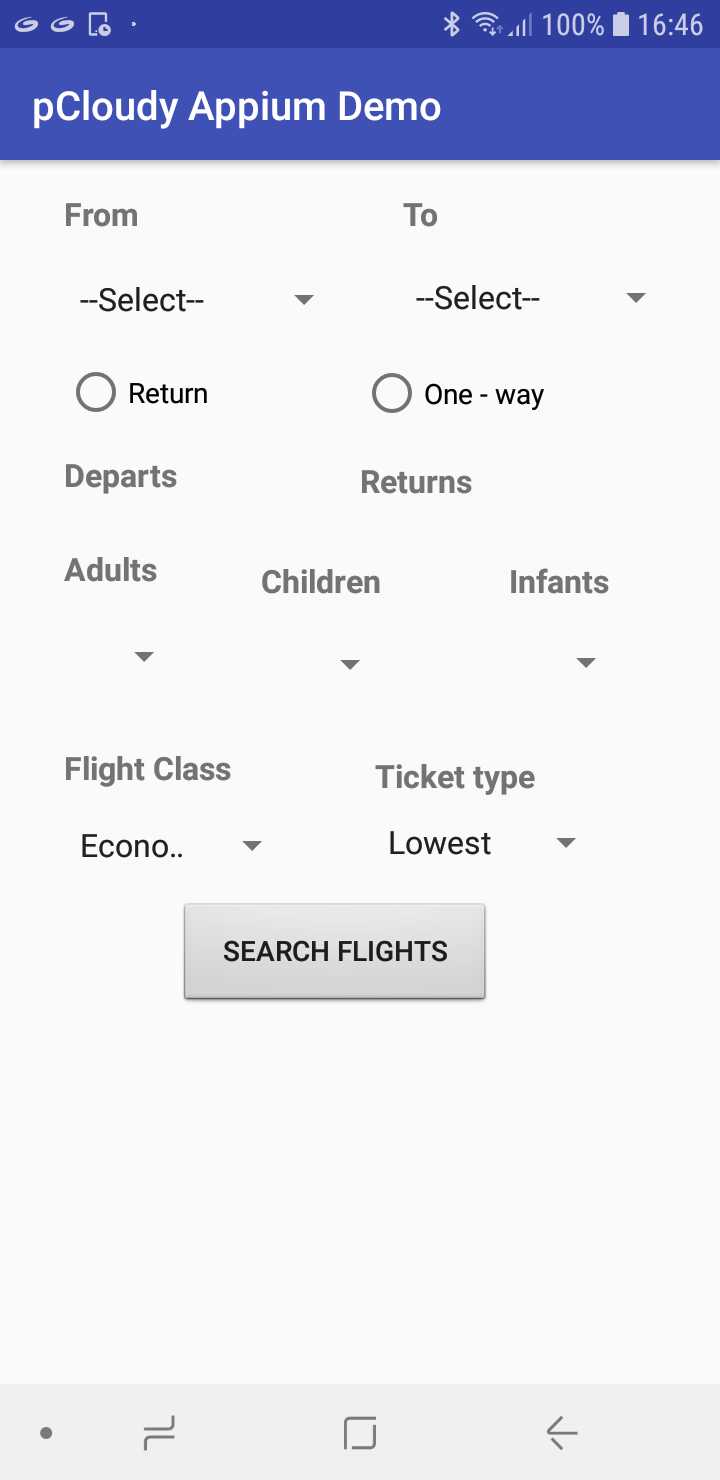 100% 16:46
pCloudy Appium Demo
From To
--Select-- --Select--
Return One - way
Departs Returns
Adults Children Infants
Flight Class Ticket type
Econo.. Lowest
SEARCH FLIGHTS